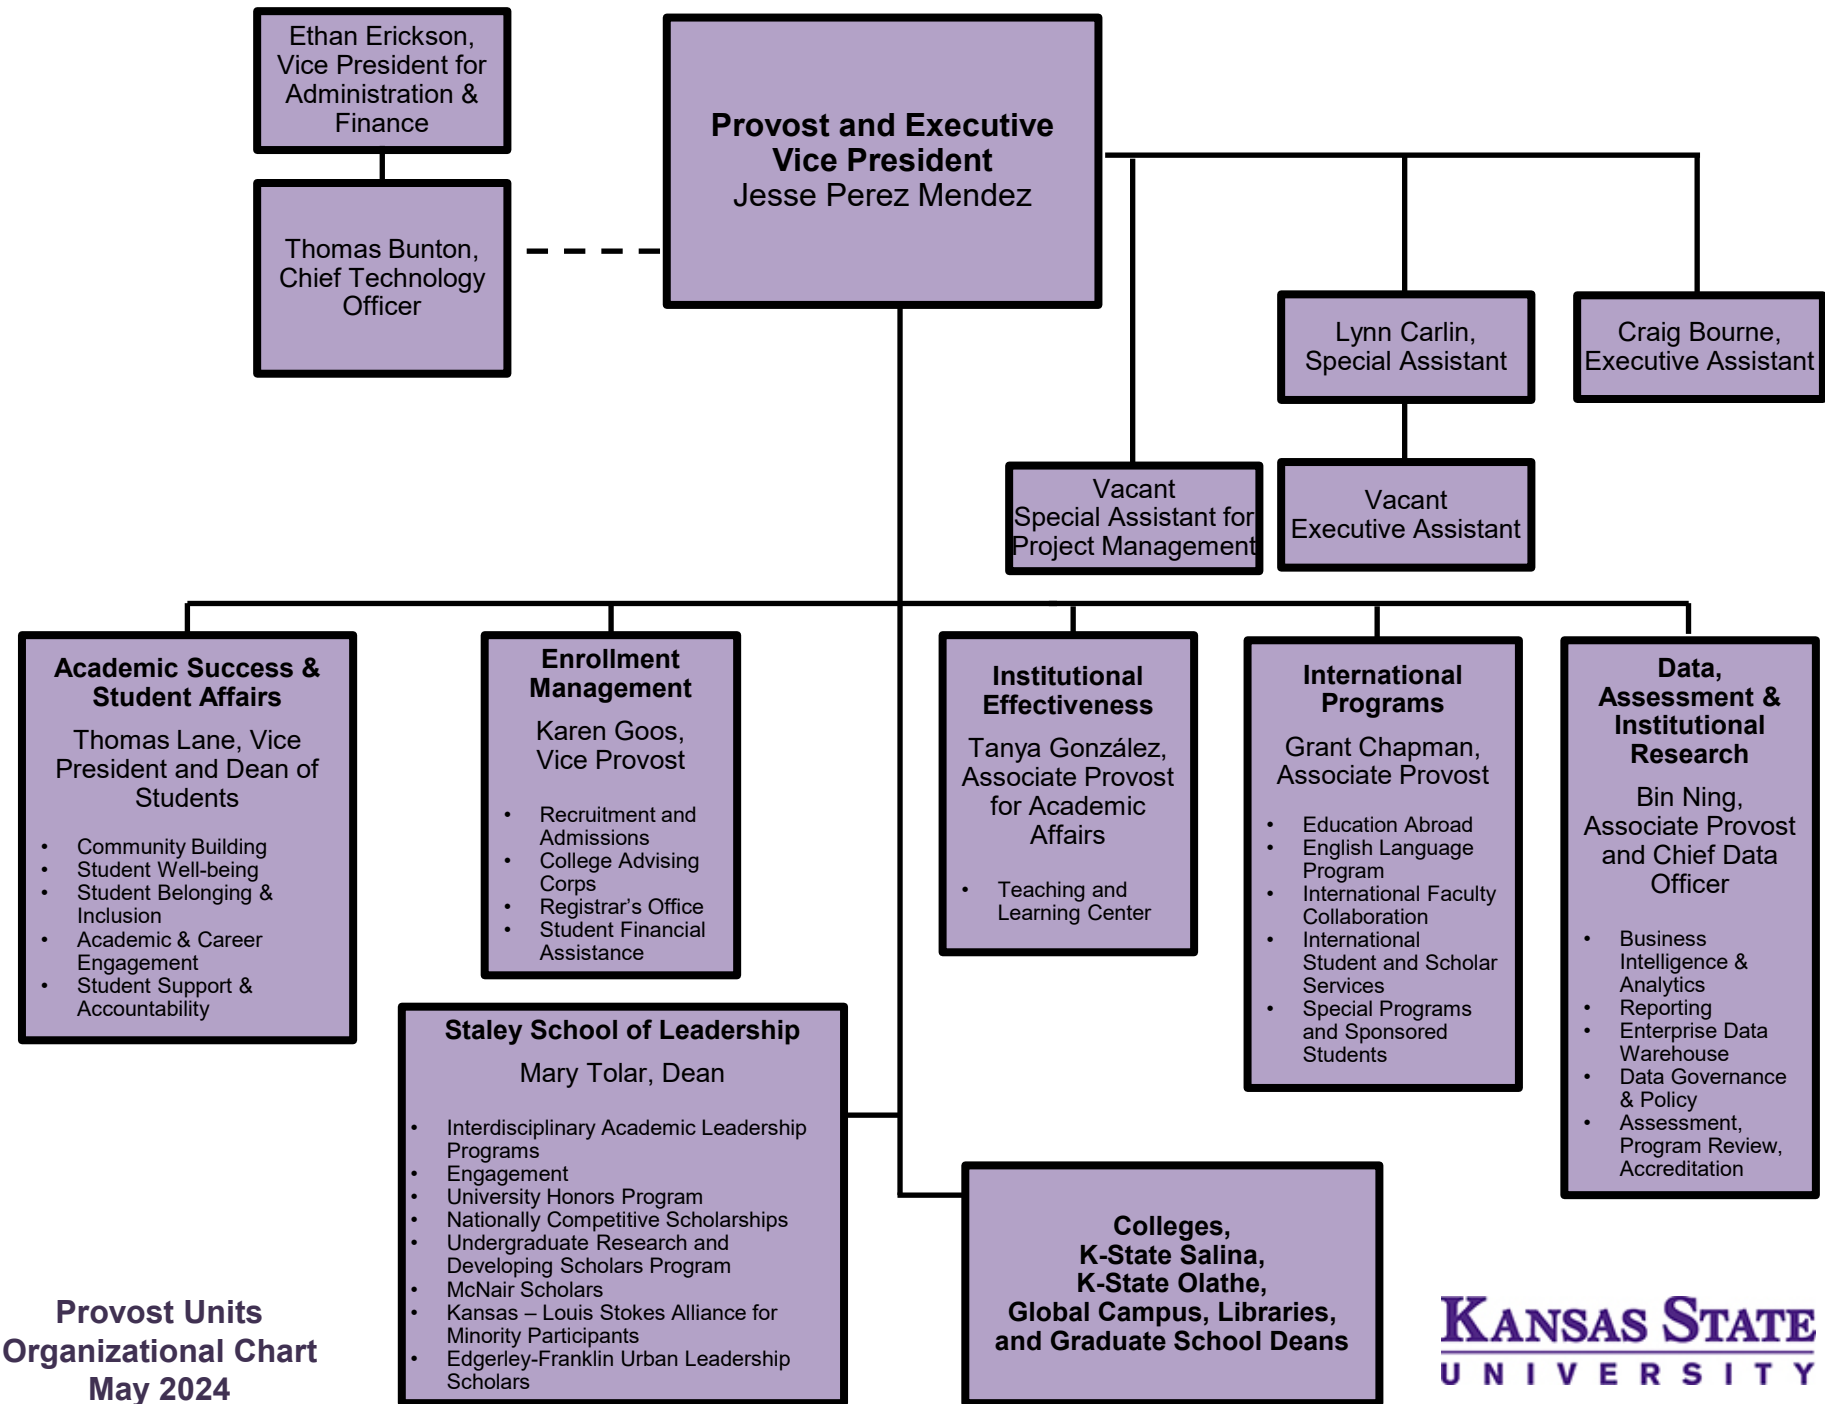 Ethan Erickson,
Vice President for
Administration &
Finance
Thomas Bunton,
Chief Technology
Officer
Provost and Executive
Vice President
Jesse Perez Mendez
Lynn Carlin,
Special Assistant
Craig Bourne,
Executive Assistant
Vacant
Special Assistant for
Project Management
Vacant
Executive Assistant
Academic Success &
Student Affairs
Thomas Lane, Vice
President and Dean of
Students
• Community Building
• Student Well-being
• Student Belonging &
Inclusion
• Academic & Career
Engagement
• Student Support &
Accountability
Enrollment
Management
Karen Goos,
Vice Provost
• Recruitment and
Admissions
• College Advising
Corps
• Registrar’s Office
• Student Financial
Assistance
Institutional
Effectiveness
Tanya González,
Associate Provost
for Academic
Affairs
• Teaching and
Learning Center
International
Programs
Grant Chapman,
Associate Provost
• Education Abroad
• English Language
Program
• International Faculty
Collaboration
• International
Student and Scholar
Services
• Special Programs
and Sponsored
Students
Data,
Assessment &
Institutional
Research
Bin Ning,
Associate Provost
and Chief Data
Officer
• Business
Intelligence &
Analytics
• Reporting
• Enterprise Data
Warehouse
• Data Governance
& Policy
• Assessment,
Program Review,
Accreditation
Staley School of Leadership
Mary Tolar, Dean
• Interdisciplinary Academic Leadership
Programs
• Engagement
• University Honors Program
• Nationally Competitive Scholarships
• Undergraduate Research and
Developing Scholars Program
• McNair Scholars
• Kansas – Louis Stokes Alliance for
Minority Participants
• Edgerley-Franklin Urban Leadership
Scholars
Colleges,
K-State Salina,
K-State Olathe,
Global Campus, Libraries,
and Graduate School Deans
Provost Units
Organizational Chart
May 2024
KANSAS STATE
UNIVERSITY